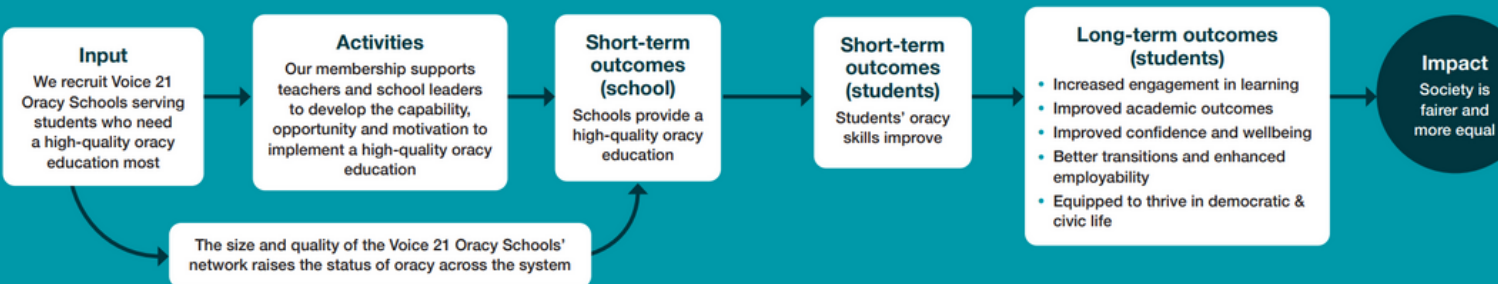 Input
We recruit Voice 21
Oracy Schools serving
students who need
a high-quality oracy
education most
Activities
Our membership supports
teachers and school leaders
to develop the capability,
opportunity and motivation to
implement a high-quality oracy
education
Short-term
outcomes
(school)
Schools provide a
high-quality oracy
education
Short-term
outcomes
(students)
Students' oracy
skills improve
Long-term outcomes
(students)
• Increased engagement in learning
• Improved academic outcomes
• Improved confidence and wellbeing
• Better transitions and enhanced
employability
• Equipped to thrive in democratic &
civic life
Impact
Society is
fairer and
more equal
The size and quality of the Voice 21 Oracy Schools'
network raises the status of oracy across the system